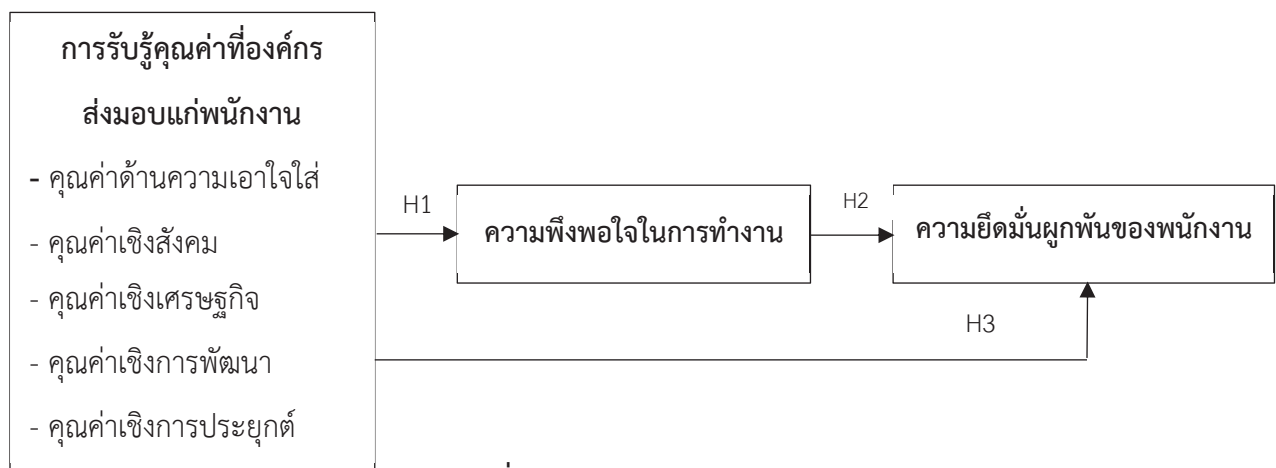 การรับรู้คุณค่าที่องค์กร
ส่งมอบแก่พนักงาน
- คุณค่าด้านความเอาใจใส่
- คุณค่าเชิงสังคม
- คุณค่าเชิงเศรษฐกิจ
- คุณค่าเชิงการพัฒนา
- คุณค่าเชิงการประยุกต์
H1
ความพึงพอใจในการทำงาน
H2
ความยึดมั่นผูกพันของพนักงาน
H3